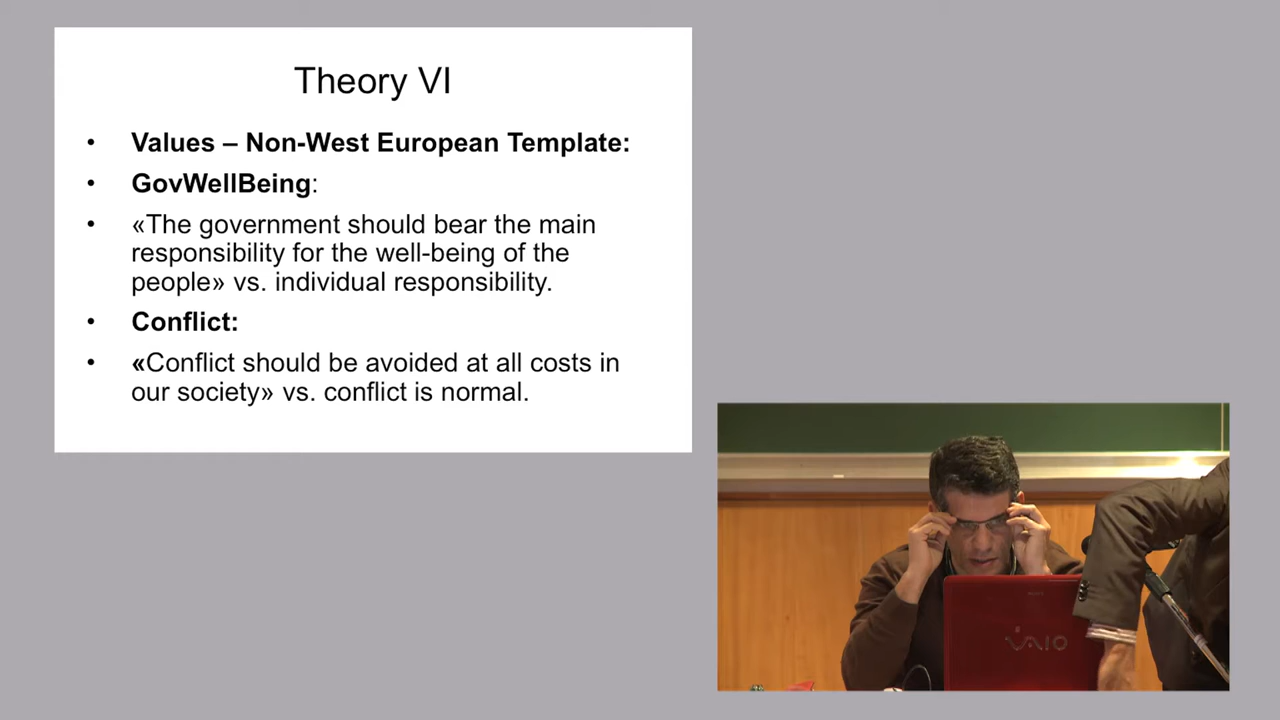 Theory VI
• Values – Non-West European Template:
• GovWellBeing:
• «The government should bear the main
responsibility for the well-being of the
people» vs. individual responsibility.
• Conflict:
• «Conflict should be avoided at all costs in
our society» vs. conflict is normal.
VAIO